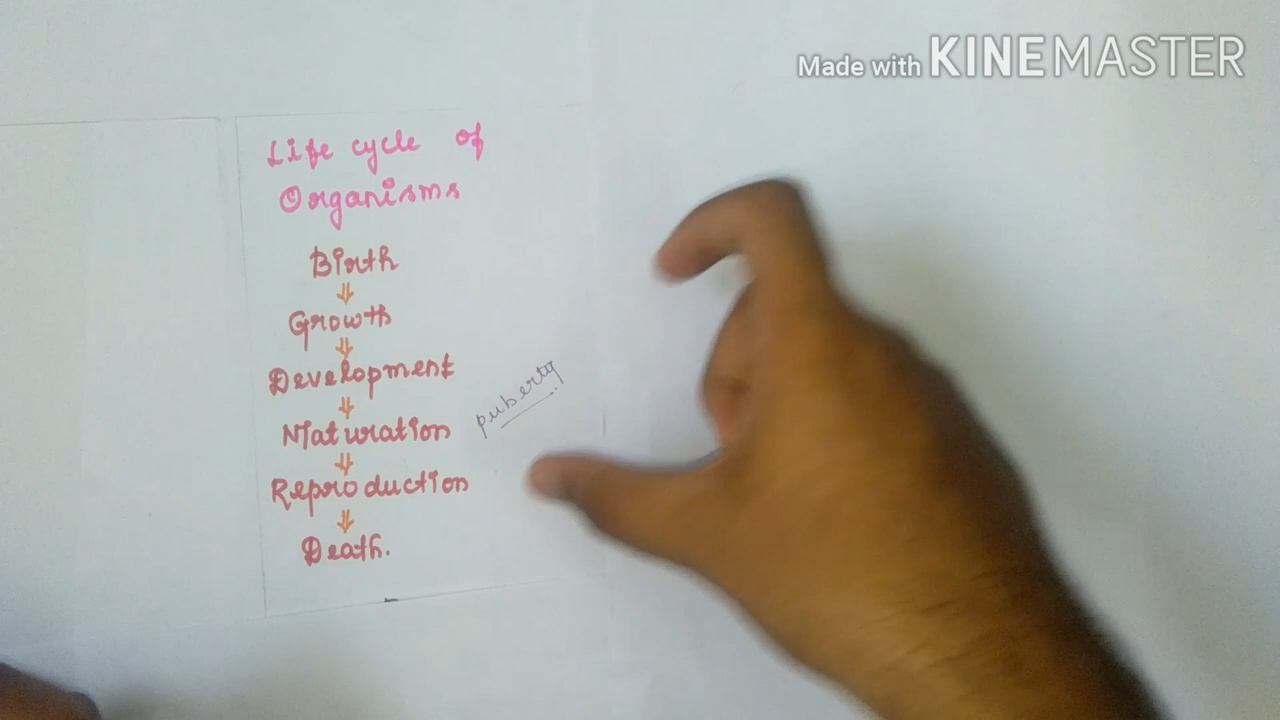 Made with KINEMASTER
Life cycle of
Organisms
Birth
⇓
Growth
⇓
Development
⇓
Maturation
puberty
⇓
Reproduction
⇓
Death.